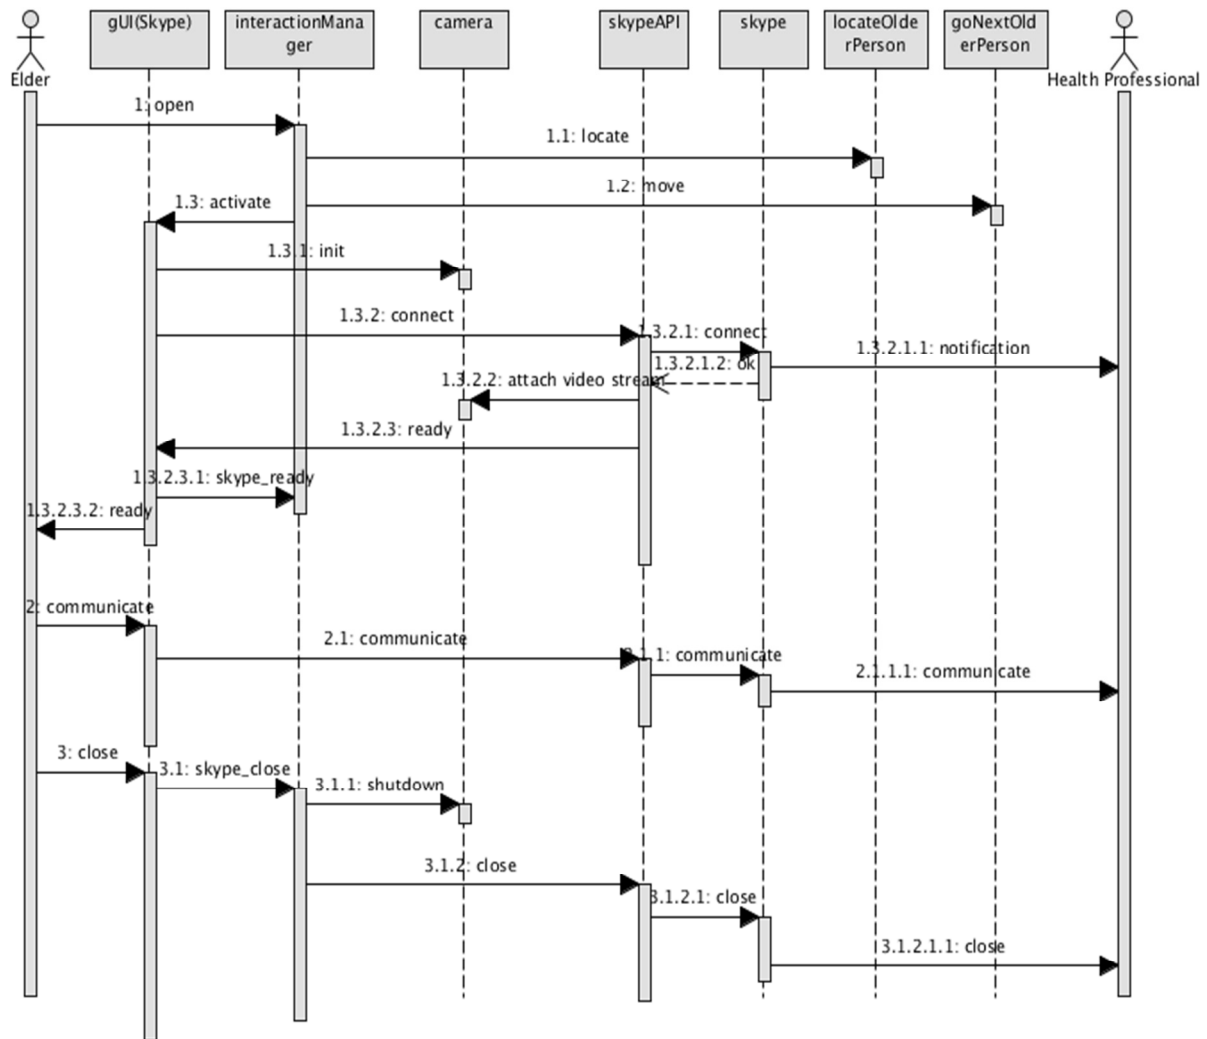 gUI(Skype)
interactionMana
ger
camera
skypeAPI
skype
locateOlde
rPerson
goNextOld
erPerson
Elder
Health Professional
1: open
1.1: locate
1.2: move
1.3: activate
1.3.1: init
1.3.2: connect
1.3.2.1: connect
1.3.2.1.1: notification
1.3.2.1.2: ok
1.3.2.2: attach video stream
1.3.2.3: ready
1.3.2.3.1: skype_ready
1.3.2.3.2: ready
2: communicate
2.1: communicate
2.1.1: communicate
2.1.1.1: communicate
3: close
3.1: skype_close
3.1.1: shutdown
3.1.2: close
3.1.2.1: close
3.1.2.1.1: close